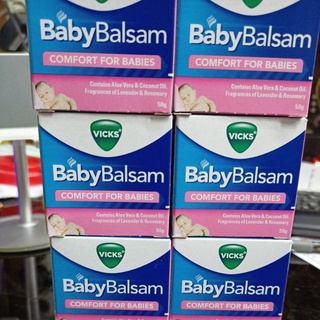 BabyBalsam BabyBalsam
COMFORT FOR BABIES COMFORT FOR BABIES
Contains Aloe Vera & Coconut Oil, Contains Aloe Vera & Coconut Oil,
Fragrances of Lavender & Rosemary Fragrances of Lavender & Rosemary
50g 50g
VICKS VICKS
BabyBalsam BabyBalsam
COMFORT FOR BABIES COMFORT FOR BABIES
Contains Aloe Vera & Coconut Oil, Contains Aloe Vera & Coconut Oil,
Fragrances of Lavender & Rosemary Fragrances of Lavender & Rosemary
50g 50g
VICKS VICKS
BabyBalsam BabyBalsam
COMFORT FOR BABIES COMFORT FOR BABIES